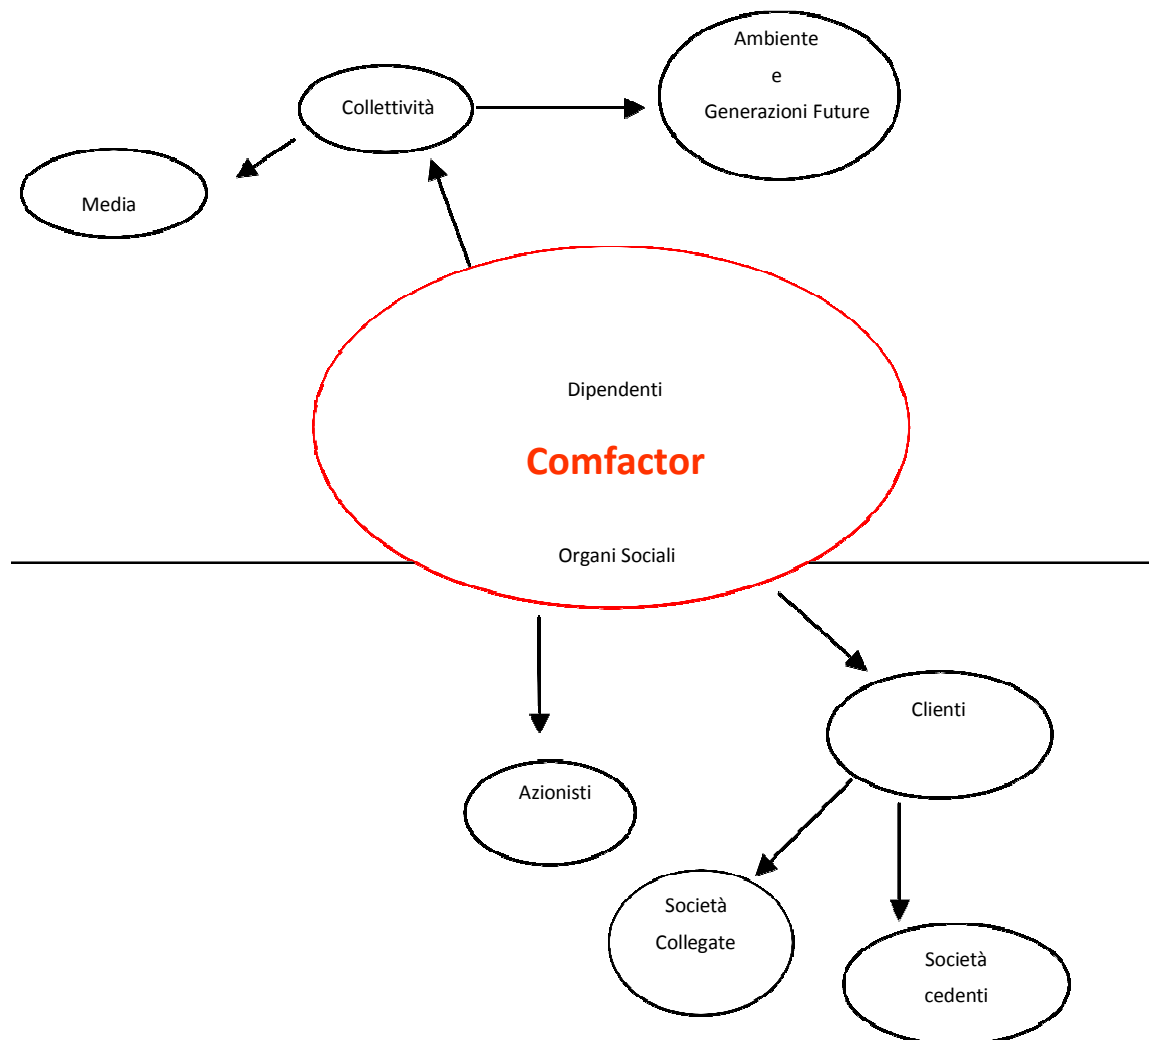 Ambiente
e
Generazioni Future
Collettività
Media
Dipendenti
Comfactor
Organi Sociali
Clienti
Azionisti
Società
Collegate
Società
cedenti